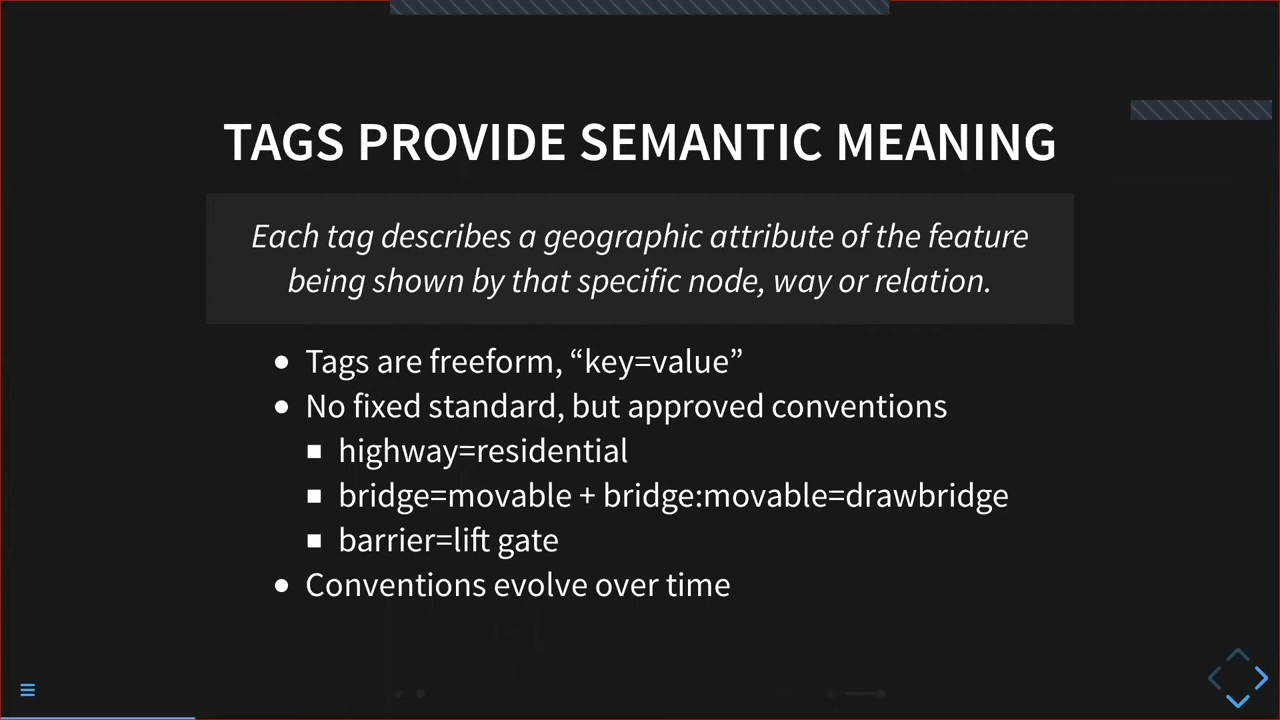 TAGS PROVIDE SEMANTIC MEANING
Each tag describes a geographic attribute of the feature
being shown by that specific node, way or relation.
Tags are freeform, “key=value”
No fixed standard, but approved conventions
highway=residential
bridge=movable + bridge:movable=drawbridge
barrier=lift gate
Conventions evolve over time